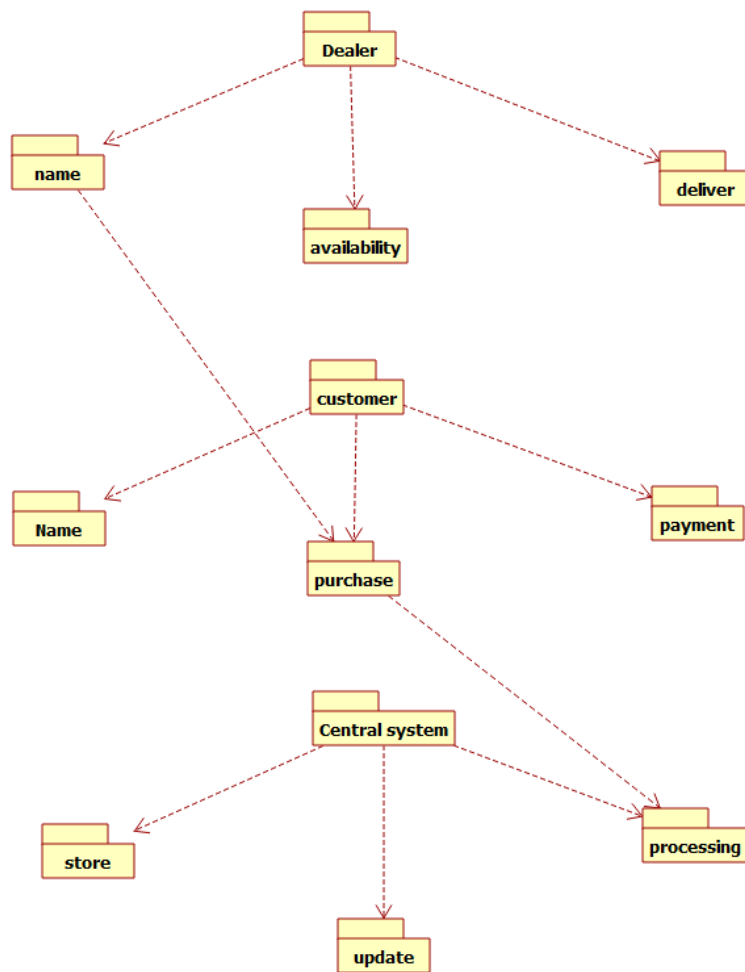 Dealer
name
deliver
availability
customer
Name
payment
purchase
Central system
store
processing
update